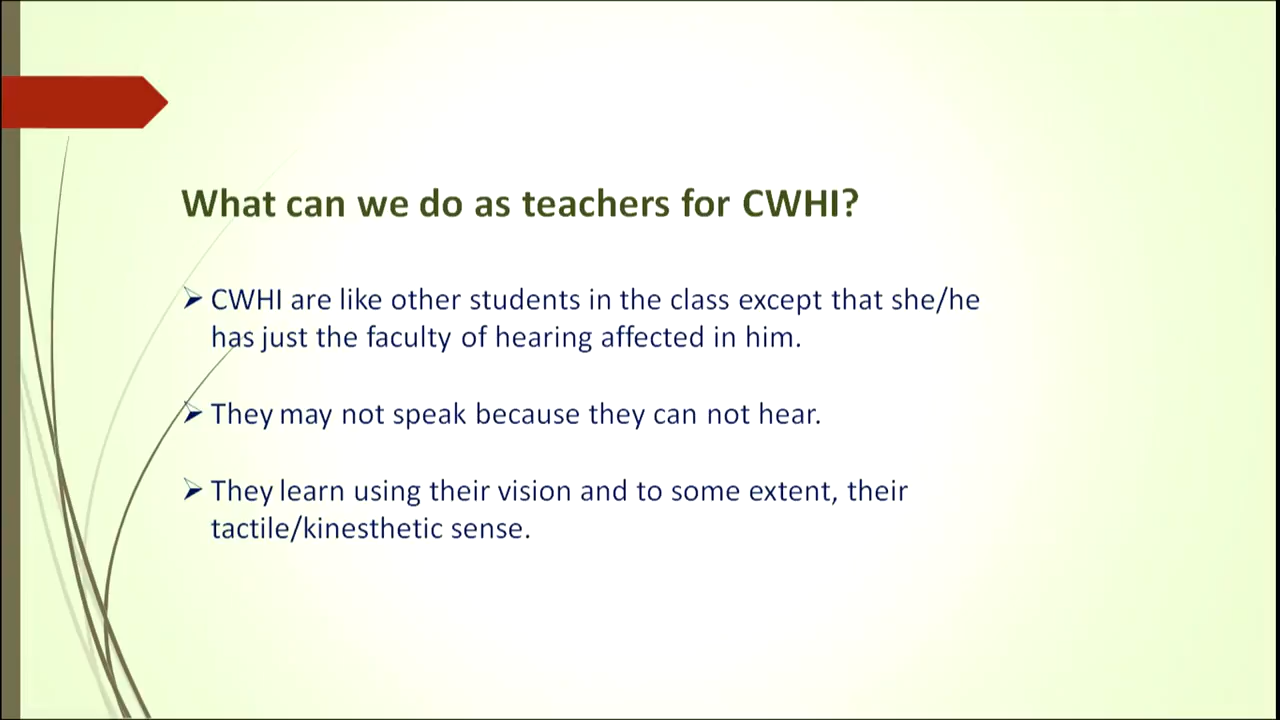 What can we do as teachers for CWHI?
➢ CWHI are like other students in the class except that she/he
has just the faculty of hearing affected in him.
➢ They may not speak because they can not hear.
➢ They learn using their vision and to some extent, their
tactile/kinesthetic sense.